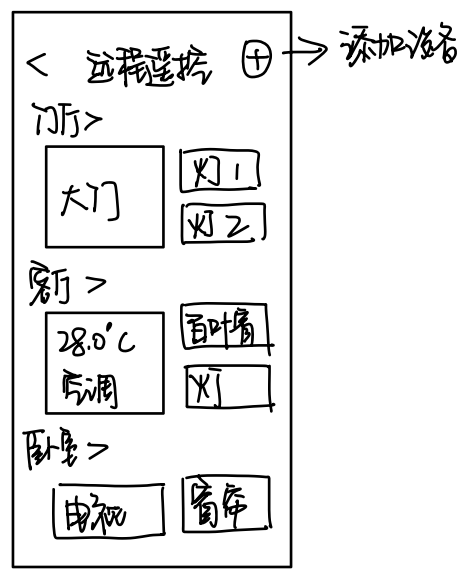 < 远程遥控 + → 添加设备
门厅>
大门
灯1
灯2
客厅>
28.0°C
空调
百叶窗
灯
卧室>
电视
窗帘